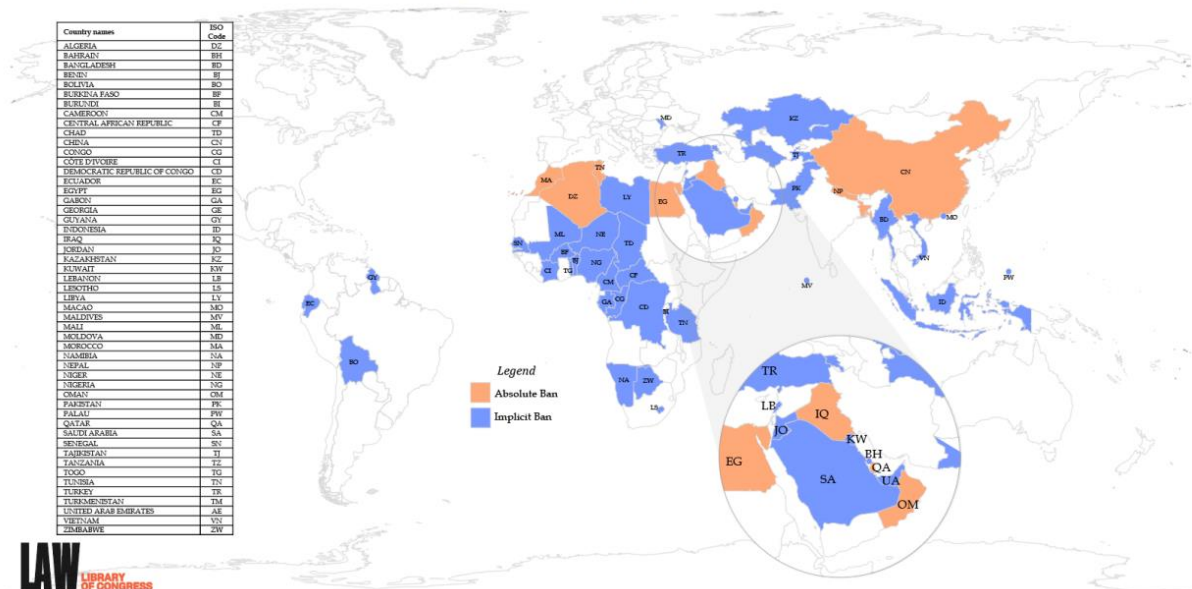 Country names ISO Code
ALGERIA DZ
BAHRAIN BH
BANGLADESH BD
BENIN BJ
BOLIVIA BO
BURKINA FASO BF
BURUNDI BI
CAMEROON CM
CENTRAL AFRICAN REPUBLIC CF
CHAD TD
CHINA CN
CONGO CG
CÔTE D'IVOIRE CI
DEMOCRATIC REPUBLIC OF CONGO CD
ECUADOR EC
EGYPT EG
GABON GA
GEORGIA GE
GUYANA GY
INDONESIA ID
IRAQ IQ
JORDAN JO
KAZAKHSTAN KZ
KUWAIT KW
LEBANON LB
LESOTHO LS
LIBYA LY
MACAO MO
MALDIVES MV
MALI ML
MOLDOVA MD
MOROCCO MA
NAMIBIA NA
NEPAL NP
NIGER NE
NIGERIA NG
OMAN OM
PAKISTAN PK
PALAU PW
QATAR QA
SAUDI ARABIA SA
SENEGAL SN
TAJIKISTAN TJ
TANZANIA TZ
TOGO TG
TUNISIA TN
TURKEY TR
TURKMENISTAN TM
UNITED ARAB EMIRATES AE
VIETNAM VN
ZIMBABWE ZW
MD
KZ
TR
TJ
TN
MA
DZ
LY
EG
PK
NP
CN
MO
BD
VN
SN
ML
NE
TD
BF
BJ
NG
CI
TG
CM
CF
GA
CG
CD
BI
TN
MV
PW
ID
GY
EC
BO
NA
ZW
LS
Legend
Absolute Ban
Implicit Ban
TR
LB
IQ
JO
KW
BH
EG
QA
SA
UA
OM
LAW LIBRARY
OF CONGRESS